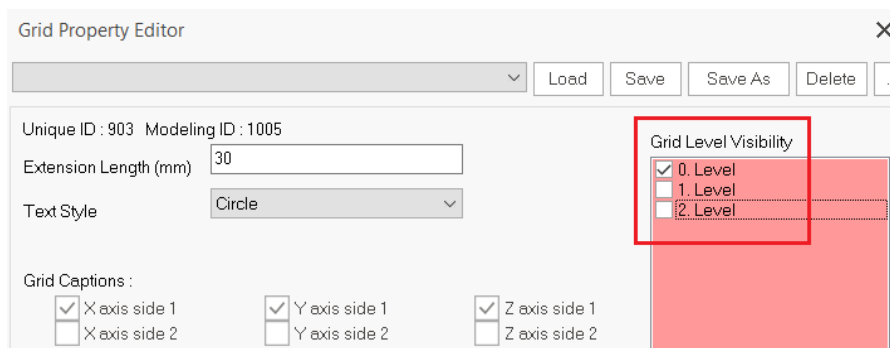 Grid Property Editor
Load Save Save As Delete
Unique ID : 903 Modeling ID : 1005
Grid Level Visibility
Extension Length (mm) 30
0. Level
1. Level
Text Style Circle
2. Level
Grid Captions :
X axis side 1 Y axis side 1 Z axis side 1
X axis side 2 Y axis side 2 Z axis side 2